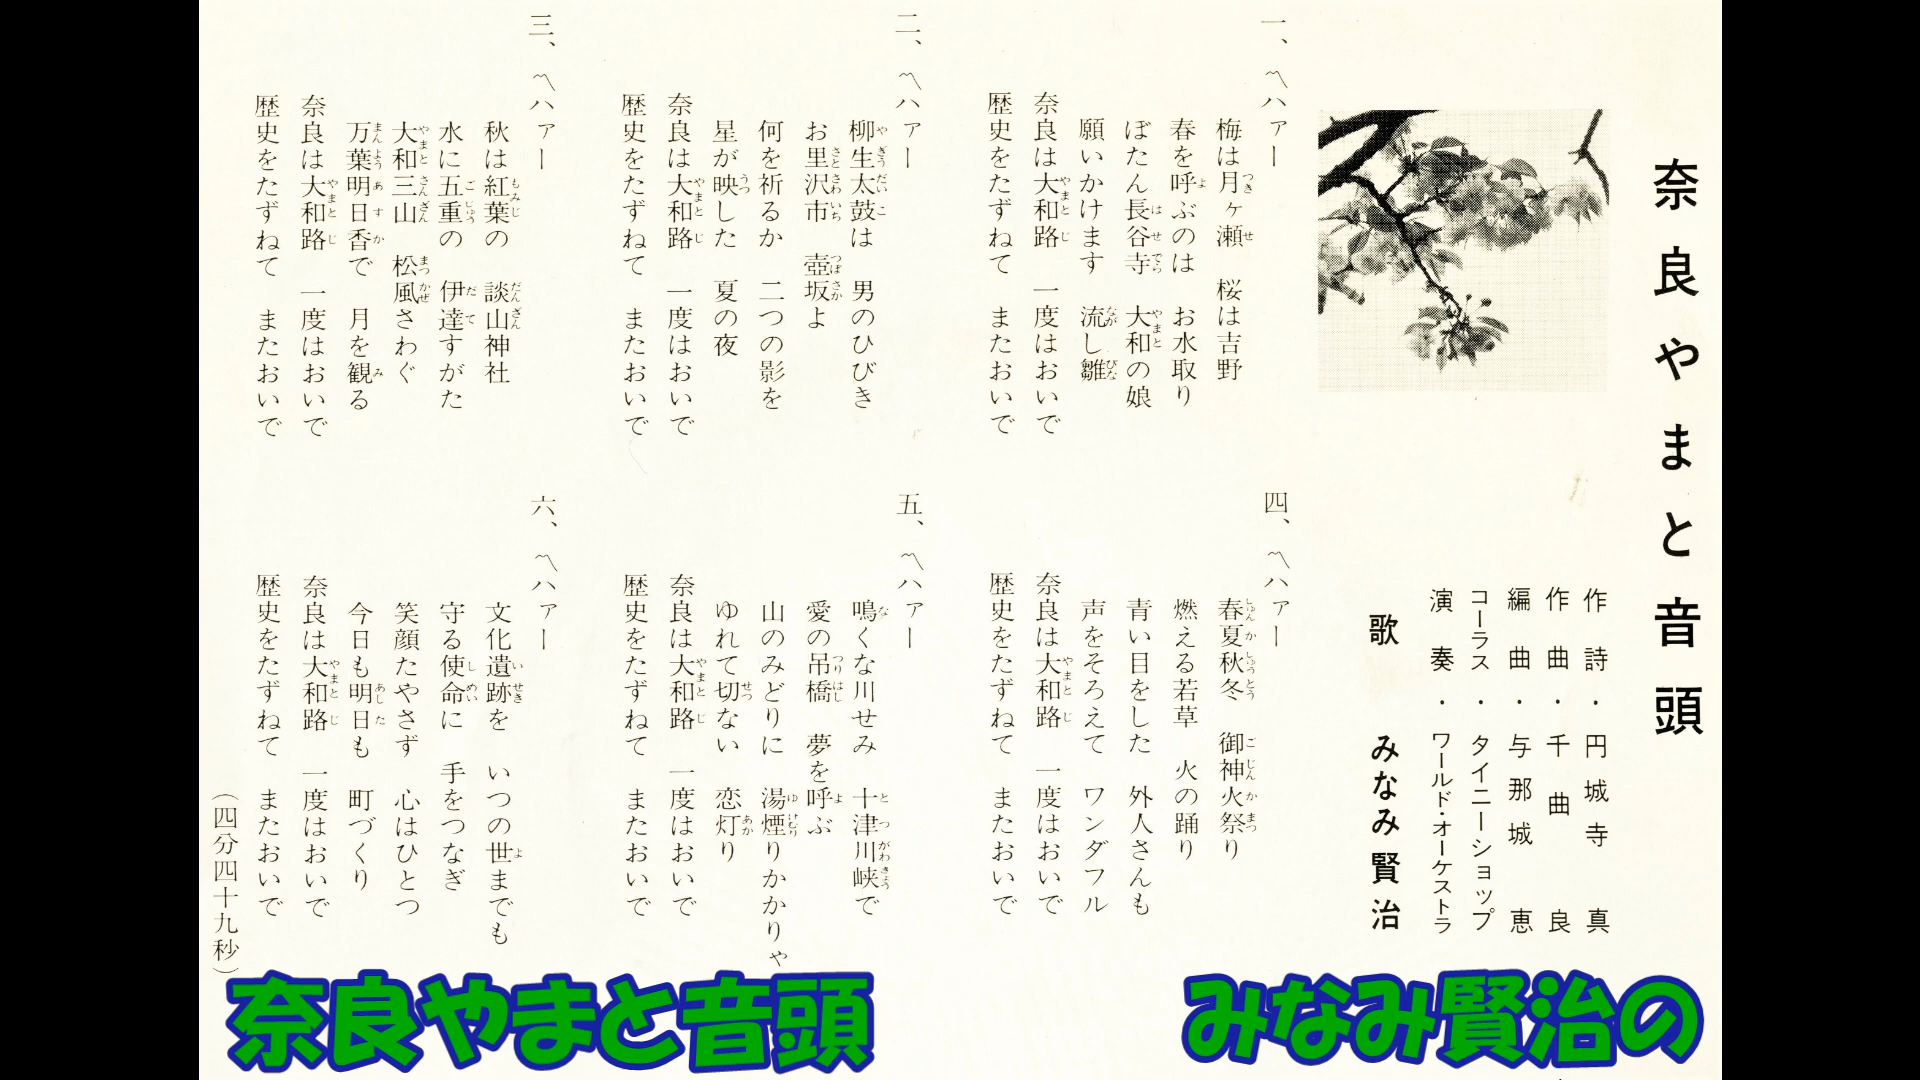 奈良やまと音頭
作詩・円城寺 真
作曲・千曲 良
編曲・与那城 恵
コーラス・タイニーショップ
演奏・ワールド・オーケストラ
歌 みなみ賢治
一、〽ハァー
梅は月ヶ瀬 桜は吉野
春を呼ぶのは お水取り
ぼたん長谷寺 大和の娘
願いかけます 流し雛
奈良は大和路 一度はおいで
歴史をたずねて またおいで
二、〽ハァー
柳生太鼓は 男のひびき
お里沢市 壺坂よ
何を祈るか 二つの影を
星が映した 夏の夜
奈良は大和路 一度はおいで
歴史をたずねて またおいで
三、〽ハァー
秋は紅葉の 談山神社
水に五重の 伊達すがた
大和三山 松風さわぐ
万葉明日香で 月を観る
奈良は大和路 一度はおいで
歴史をたずねて またおいで
四、〽ハァー
春夏秋冬 御神火祭り
燃える若草 火の踊り
青い目をした 外人さんも
声をそろえて ワンダフル
奈良は大和路 一度はおいで
歴史をたずねて またおいで
五、〽ハァー
鳴くな川せみ 十津川峡で
愛の吊橋 夢を呼ぶ
山のみどりに 湯煙りかかりゃ
ゆれて切ない 恋灯り
奈良は大和路 一度はおいで
歴史をたずねて またおいで
六、〽ハァー
文化遺跡を いつの世までも
守る使命に 手をつなぎ
笑顔たやさず 心はひとつ
今日も明日も 町づくり
奈良は大和路 一度はおいで
歴史をたずねて またおいで
(四分四十九秒)
みなみ賢治の
奈良やまと音頭